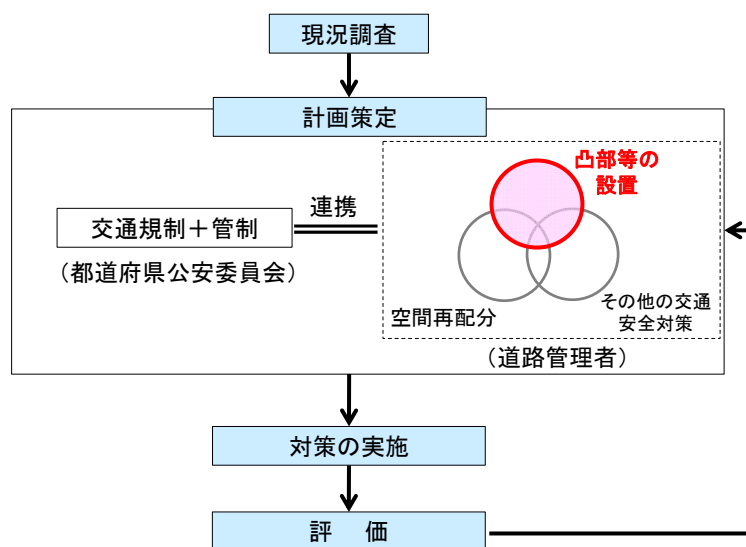 現況調査
計画策定
凸部等の
設置
連携
交通規制＋管制
（都道府県公安委員会）
空間再配分
その他の交通
安全対策
（道路管理者）
対策の実施
評　価